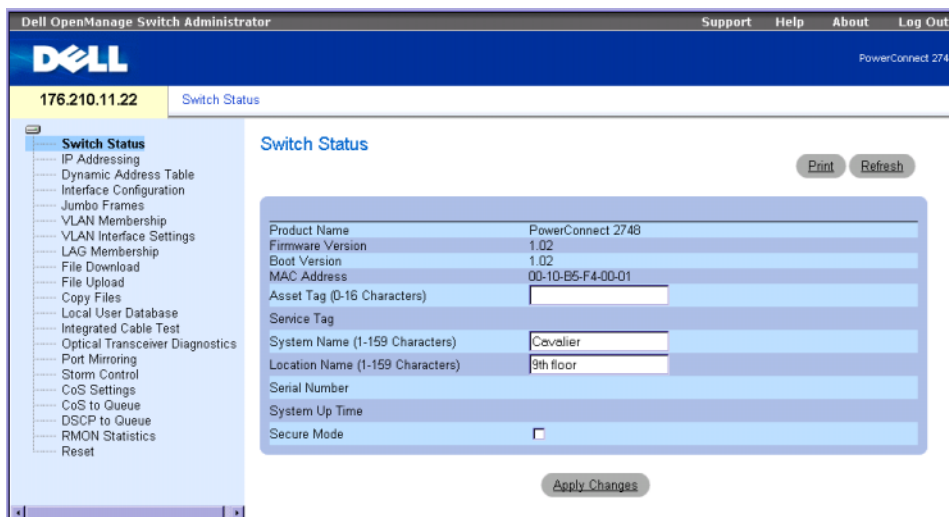 Dell OpenManage Switch Administrator
Support Help About Log Out
DELL
PowerConnect 274
176.210.11.22
Switch Status
Switch Status
IP Addressing
Dynamic Address Table
Interface Configuration
Jumbo Frames
VLAN Membership
VLAN Interface Settings
LAG Membership
File Download
File Upload
Copy Files
Local User Database
Integrated Cable Test
Optical Transceiver Diagnostics
Port Mirroring
Storm Control
CoS Settings
CoS to Queue
DSCP to Queue
RMON Statistics
Reset
Switch Status
Print Refresh
Product Name PowerConnect 2748
Firmware Version 1.02
Boot Version 1.02
MAC Address 00-10-B5-F4-00-01
Asset Tag (0-16 Characters)
Service Tag
System Name (1-159 Characters) Cavalier
Location Name (1-159 Characters) 9th floor
Serial Number
System Up Time
Secure Mode
Apply Changes